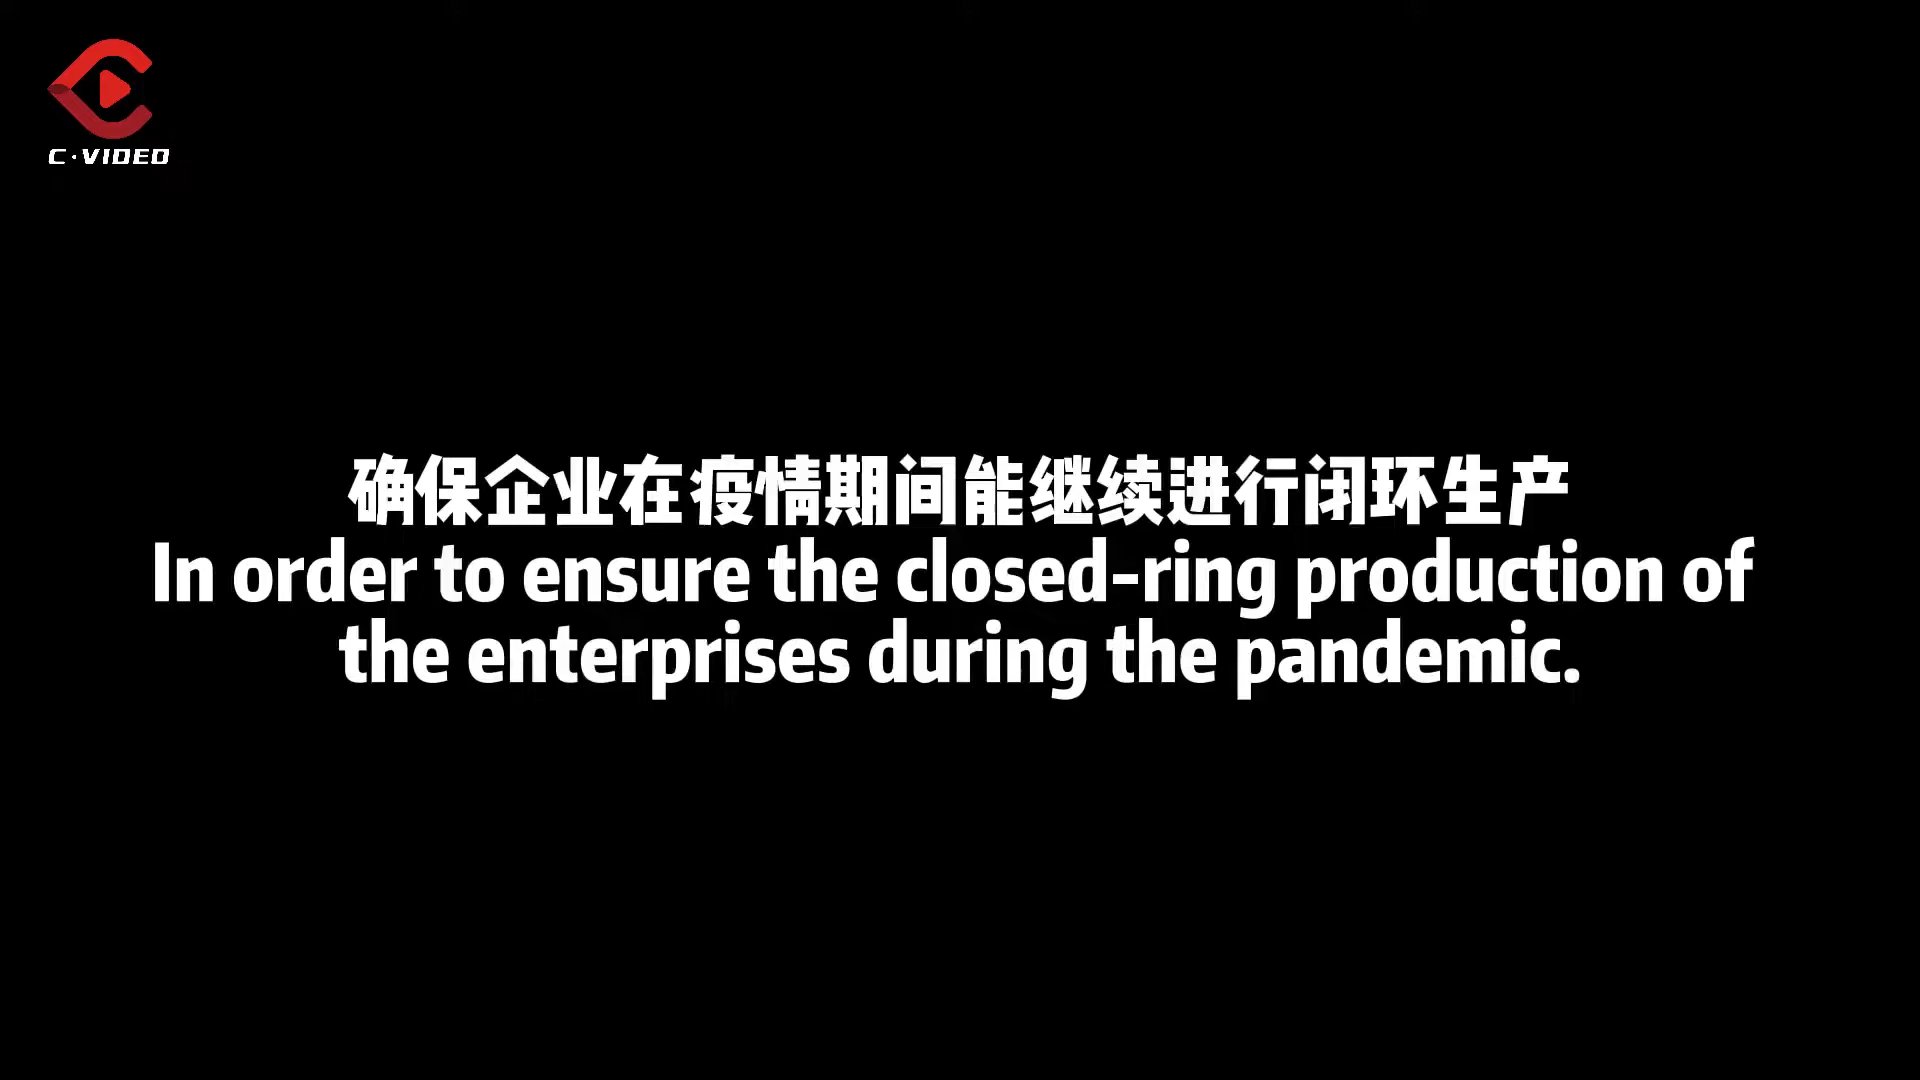 C·VIDEO
确保企业在疫情期间能继续进行闭环生产
In order to ensure the closed-ring production of
the enterprises during the pandemic.